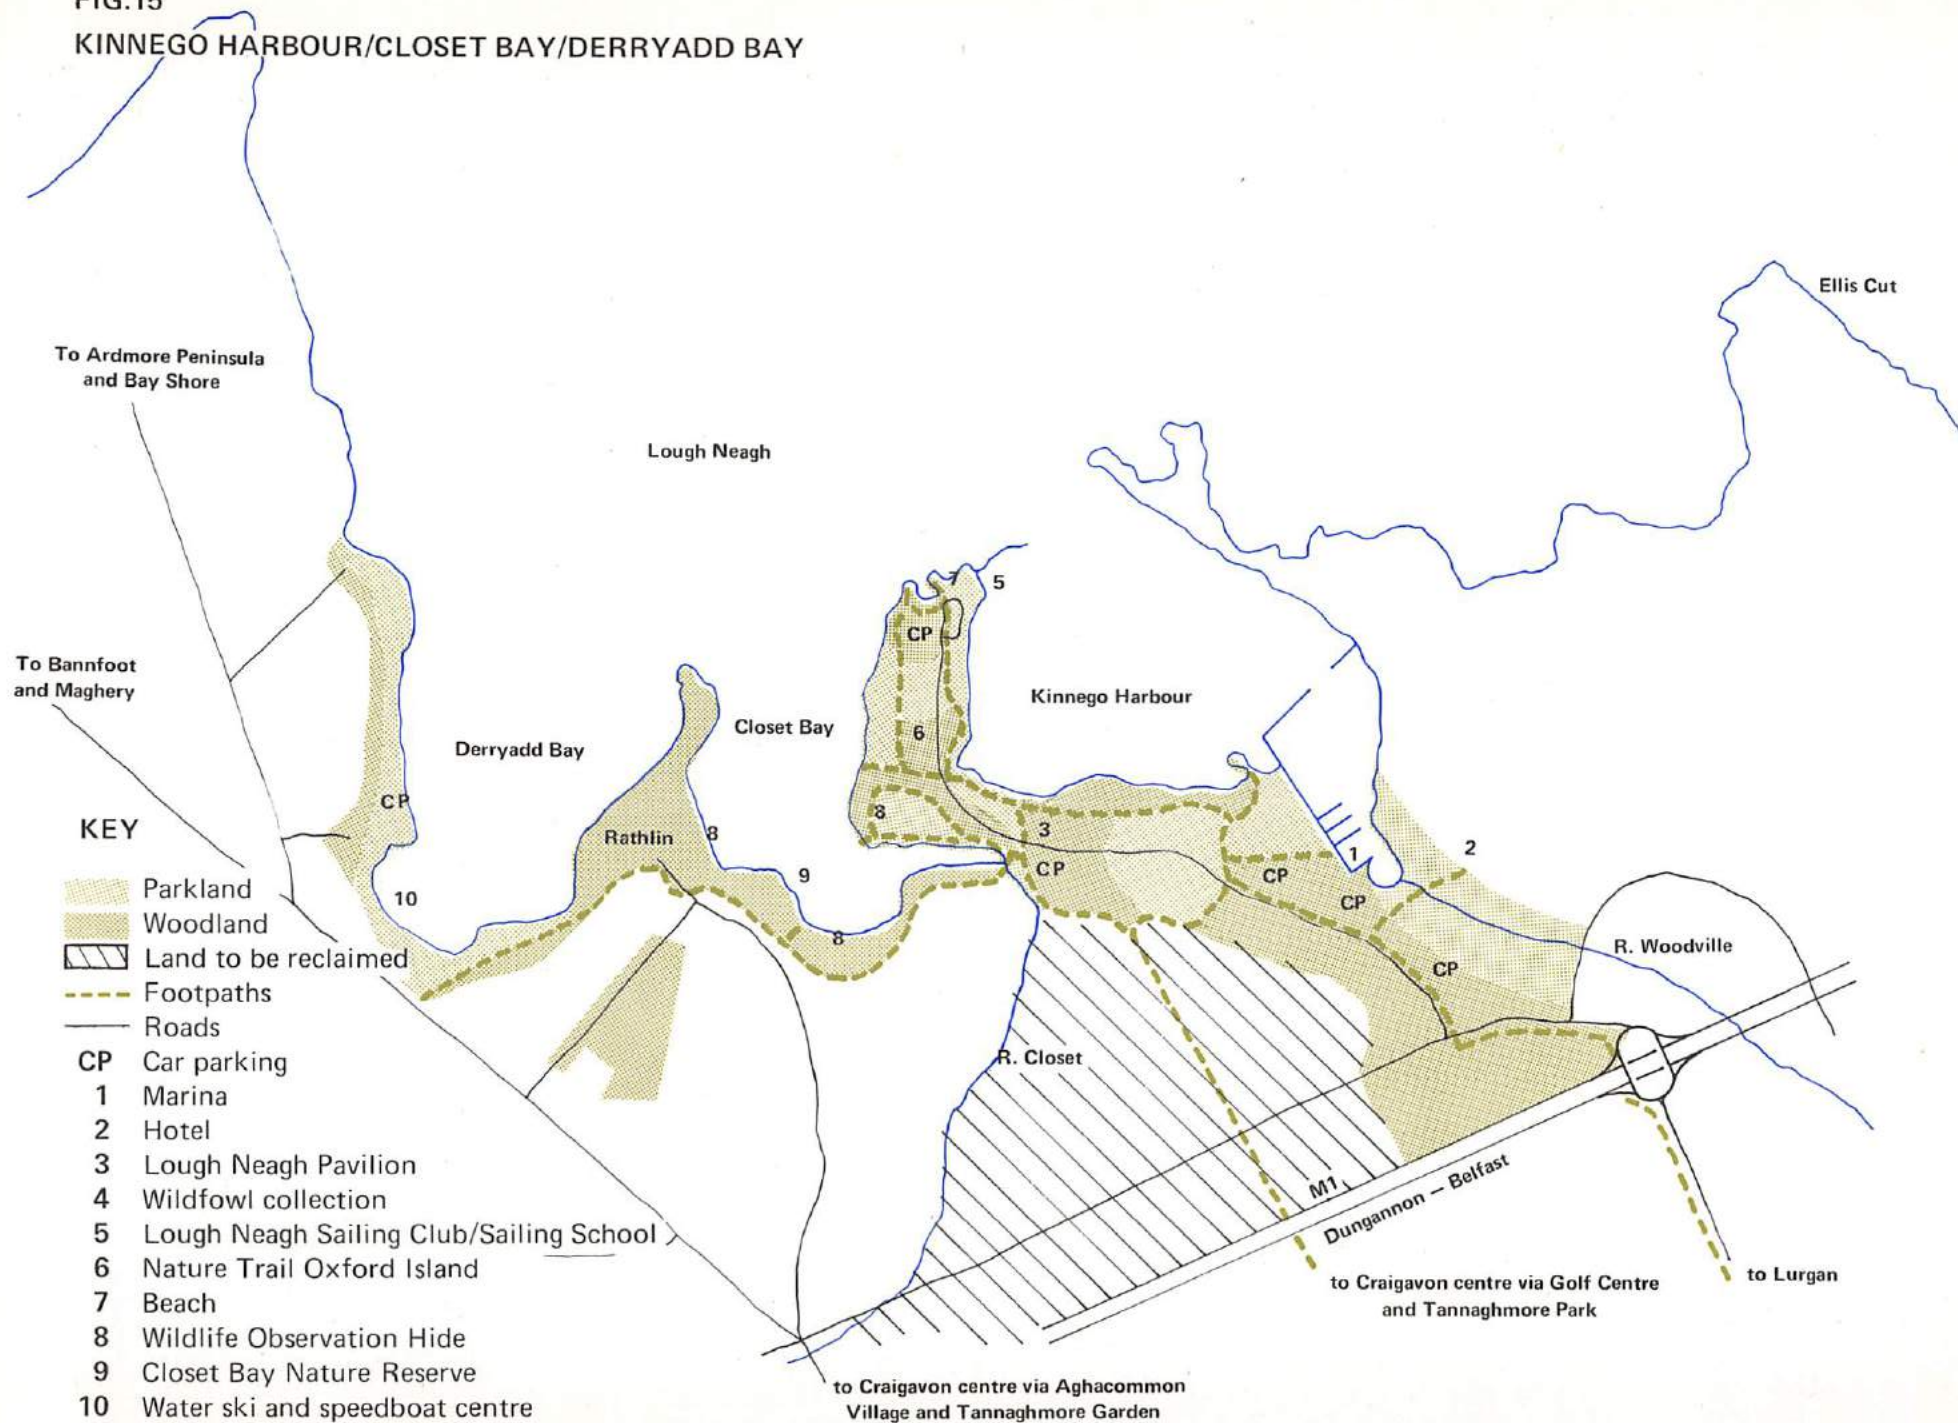 FIG.15
KINNEGO HARBOUR/CLOSET BAY/DERRYADD BAY
Ellis Cut
To Ardmore Peninsula
and Bay Shore
Lough Neagh
7
5
CP
To Bannfoot
and Maghery
Kinnego Harbour
Closet Bay
6
Derryadd Bay
CP
8
3
Rathlin
8
1
2
CP
9
CP
CP
10
8
R. Woodville
CP
R. Closet
M1
Dungannon — Belfast
to Craigavon centre via Golf Centre
and Tannaghmore Park
to Lurgan
to Craigavon centre via Aghacommon
Village and Tannaghmore Garden
KEY
Parkland
Woodland
Land to be reclaimed
Footpaths
Roads
CP Car parking
1 Marina
2 Hotel
3 Lough Neagh Pavilion
4 Wildfowl collection
5 Lough Neagh Sailing Club/Sailing School
6 Nature Trail Oxford Island
7 Beach
8 Wildlife Observation Hide
9 Closet Bay Nature Reserve
10 Water ski and speedboat centre